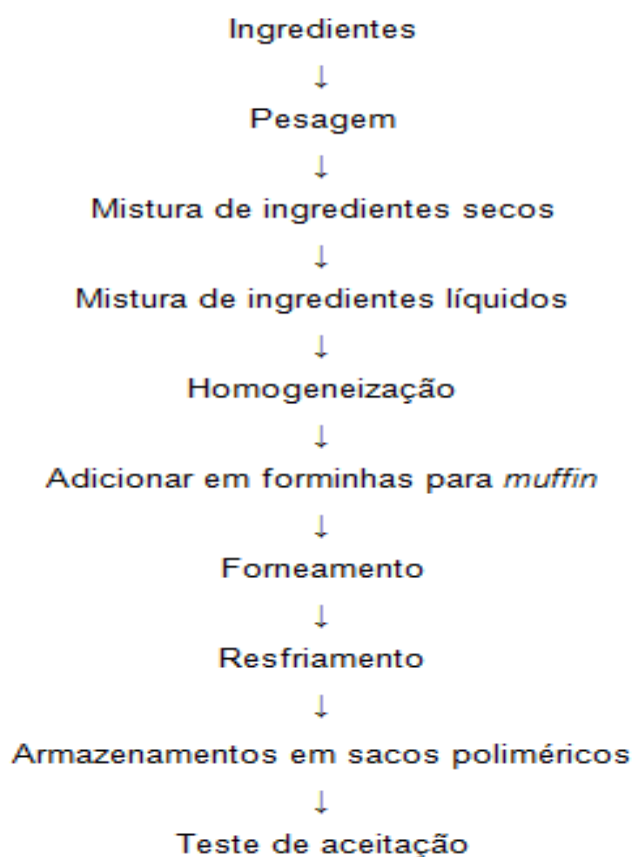 Ingredientes
↓
Pesagem
↓
Mistura de ingredientes secos
↓
Mistura de ingredientes líquidos
↓
Homogeneização
↓
Adicionar em forminhas para muffin
↓
Forneamento
↓
Resfriamento
↓
Armazenamentos em sacos poliméricos
↓
Teste de aceitação